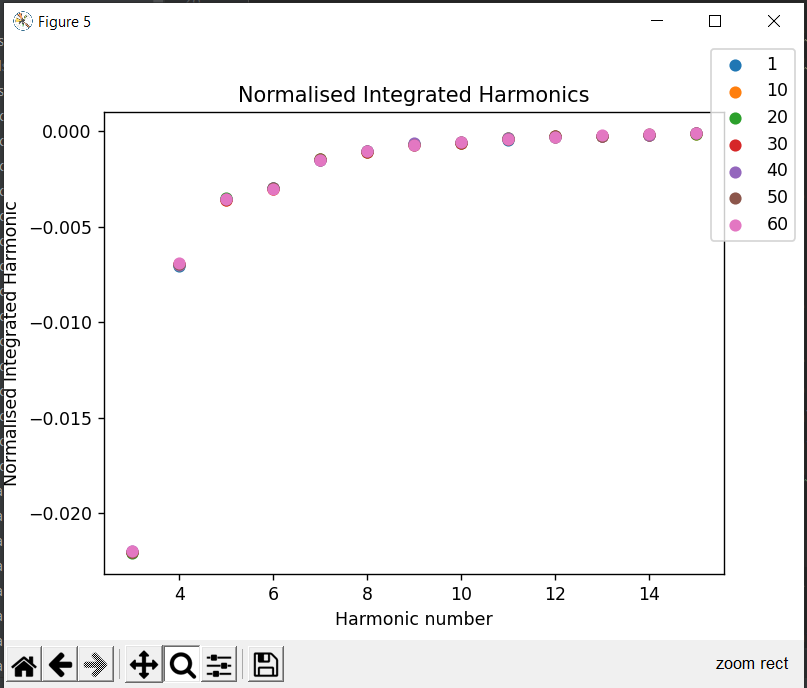 Figure 5
Normalised Integrated Harmonics
1
10
20
30
40
50
60
0.000
−0.005
−0.010
−0.015
−0.020
Normalised Integrated Harmonic
4 6 8 10 12 14
Harmonic number
zoom rect